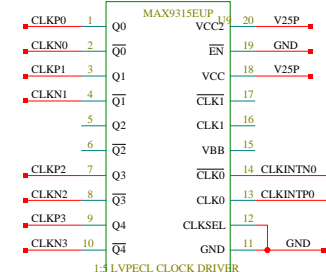 MAX9315EUP
U9
CLKP0 1 Q0 VCC2 20 V25P
CLKN0 2 Q0 EN 19 GND
CLKP1 3 Q1 VCC 18 V25P
CLKN1 4 Q1 CLK1 17
5 Q2 CLK1 16
6 Q2 VBB 15
CLKP2 7 Q3 CLK0 14 CLKINTN0
CLKN2 8 Q3 CLK0 13 CLKINTP0
CLKP3 9 Q4 CLKSEL 12
CLKN3 10 Q4 GND 11 GND
1:5 LVPECL CLOCK DRIVER